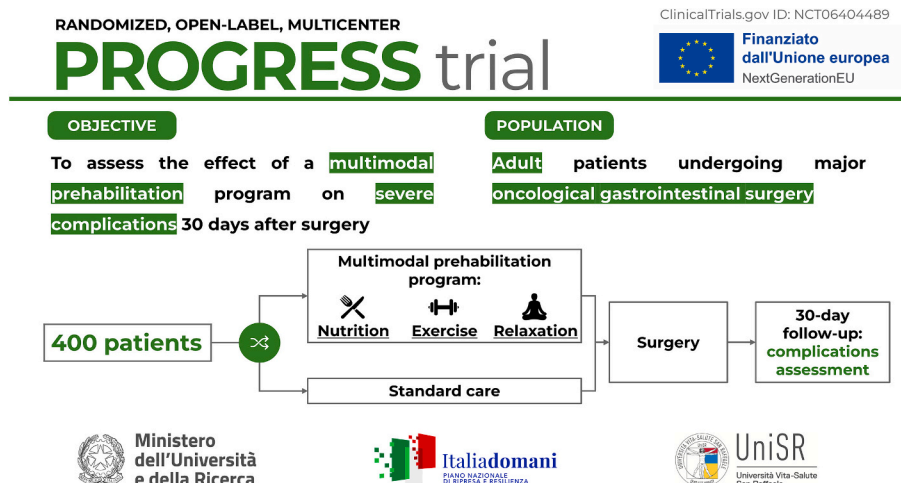 RANDOMIZED, OPEN-LABEL, MULTICENTER
PROGRESS trial
ClinicalTrials.gov ID: NCT06404489
Finanziato
dall'Unione europea
NextGenerationEU
OBJECTIVE
To assess the effect of a multimodal
prehabilitation program on severe
complications 30 days after surgery
POPULATION
Adult patients undergoing major
oncological gastrointestinal surgery
400 patients
Multimodal prehabilitation
program:
Nutrition Exercise Relaxation
Standard care
Surgery
30-day
follow-up:
complications
assessment
Ministero
dell'Università
e della Ricerca
Italiadomani
PIANO NAZIONALE
DI RIPRESA E RESILIENZA
UniSR
Università Vita-Salute
San Raffaele